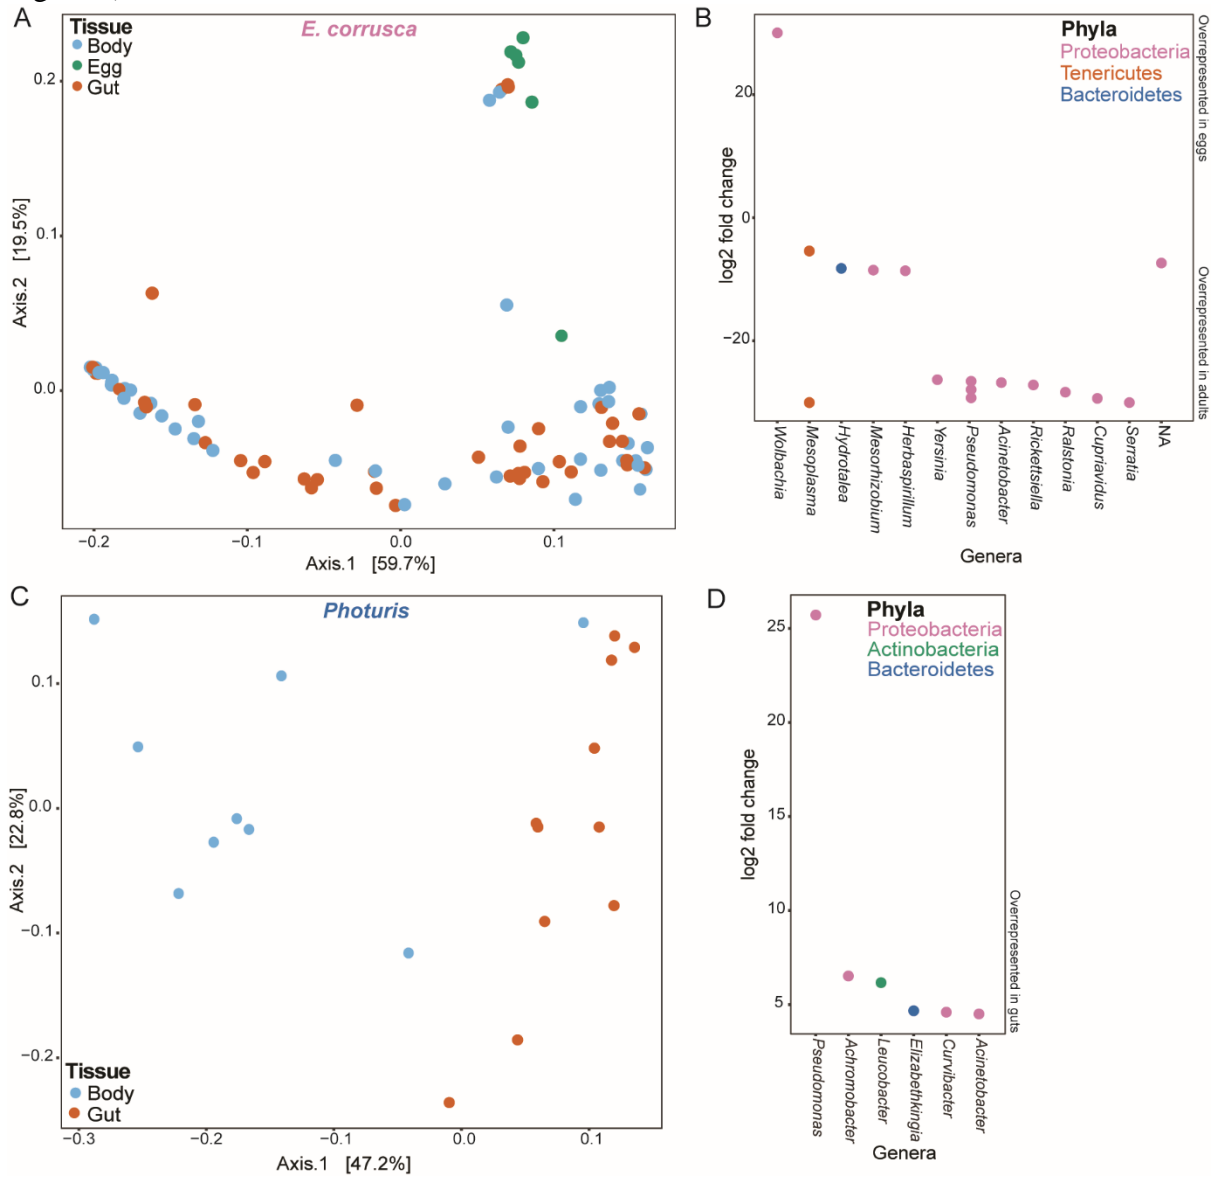 A
E. corrusca
Tissue
Body
Egg
Gut
0.2
0.1
0.0
Axis.2 [19.5%]
−0.2
−0.1
0.0
0.1
Axis.1 [59.7%]
B
Phyla
Proteobacteria
Tenericutes
Bacteroidetes
20
0
−20
log2 fold change
Overrepresented in eggs
Overrepresented in adults
Wolbachia
Mesoplasma
Hydrotalea
Mesorhizobium
Herbaspirillum
Yersinia
Pseudomonas
Acinetobacter
Rickettsiella
Ralstonia
Cupriavidus
Serratia
NA
Genera
C
Photuris
0.1
0.0
−0.1
−0.2
Axis.2 [22.8%]
Tissue
Body
Gut
−0.3
−0.2
−0.1
0.0
0.1
Axis.1 [47.2%]
D
Phyla
Proteobacteria
Actinobacteria
Bacteroidetes
25
20
15
10
5
log2 fold change
Overrepresented in guts
Pseudomonas
Achromobacter
Leucobacter
Elizabethkingia
Curvibacter
Acinetobacter
Genera